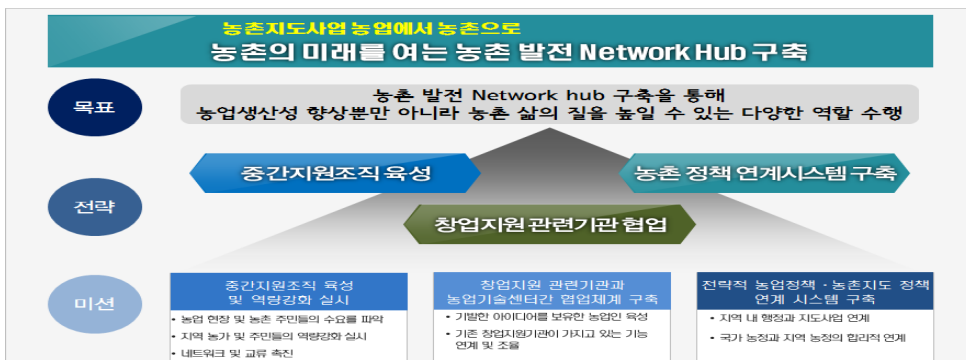 농촌지도사업 농업에서 농촌으로
농촌의 미래를 여는 농촌 발전 Network Hub 구축
목표
농촌 발전 Network hub 구축을 통해
농업생산성 향상뿐만 아니라 농촌 삶의 질을 높일 수 있는 다양한 역할 수행
전략
중간지원조직 육성
농촌 정책 연계시스템 구축
창업지원 관련기관 협업
미션
중간지원조직 육성
및 역량강화 실시
• 농업 현장 및 농촌 주민들의 수요를 파악
• 지역 농가 및 주민들의 역량강화 실시
• 네트워크 및 교류 촉진
창업지원 관련기관과
농업기술센터간 협업체계 구축
• 기발한 아이디어를 보유한 농업인 육성
• 기존 창업지원기관이 가지고 있는 기능
연계 및 조율
전략적 농업정책 · 농촌지도 정책
연계 시스템 구축
• 지역 내 행정과 지도사업 연계
• 국가 농정과 지역 농정의 합리적 연계